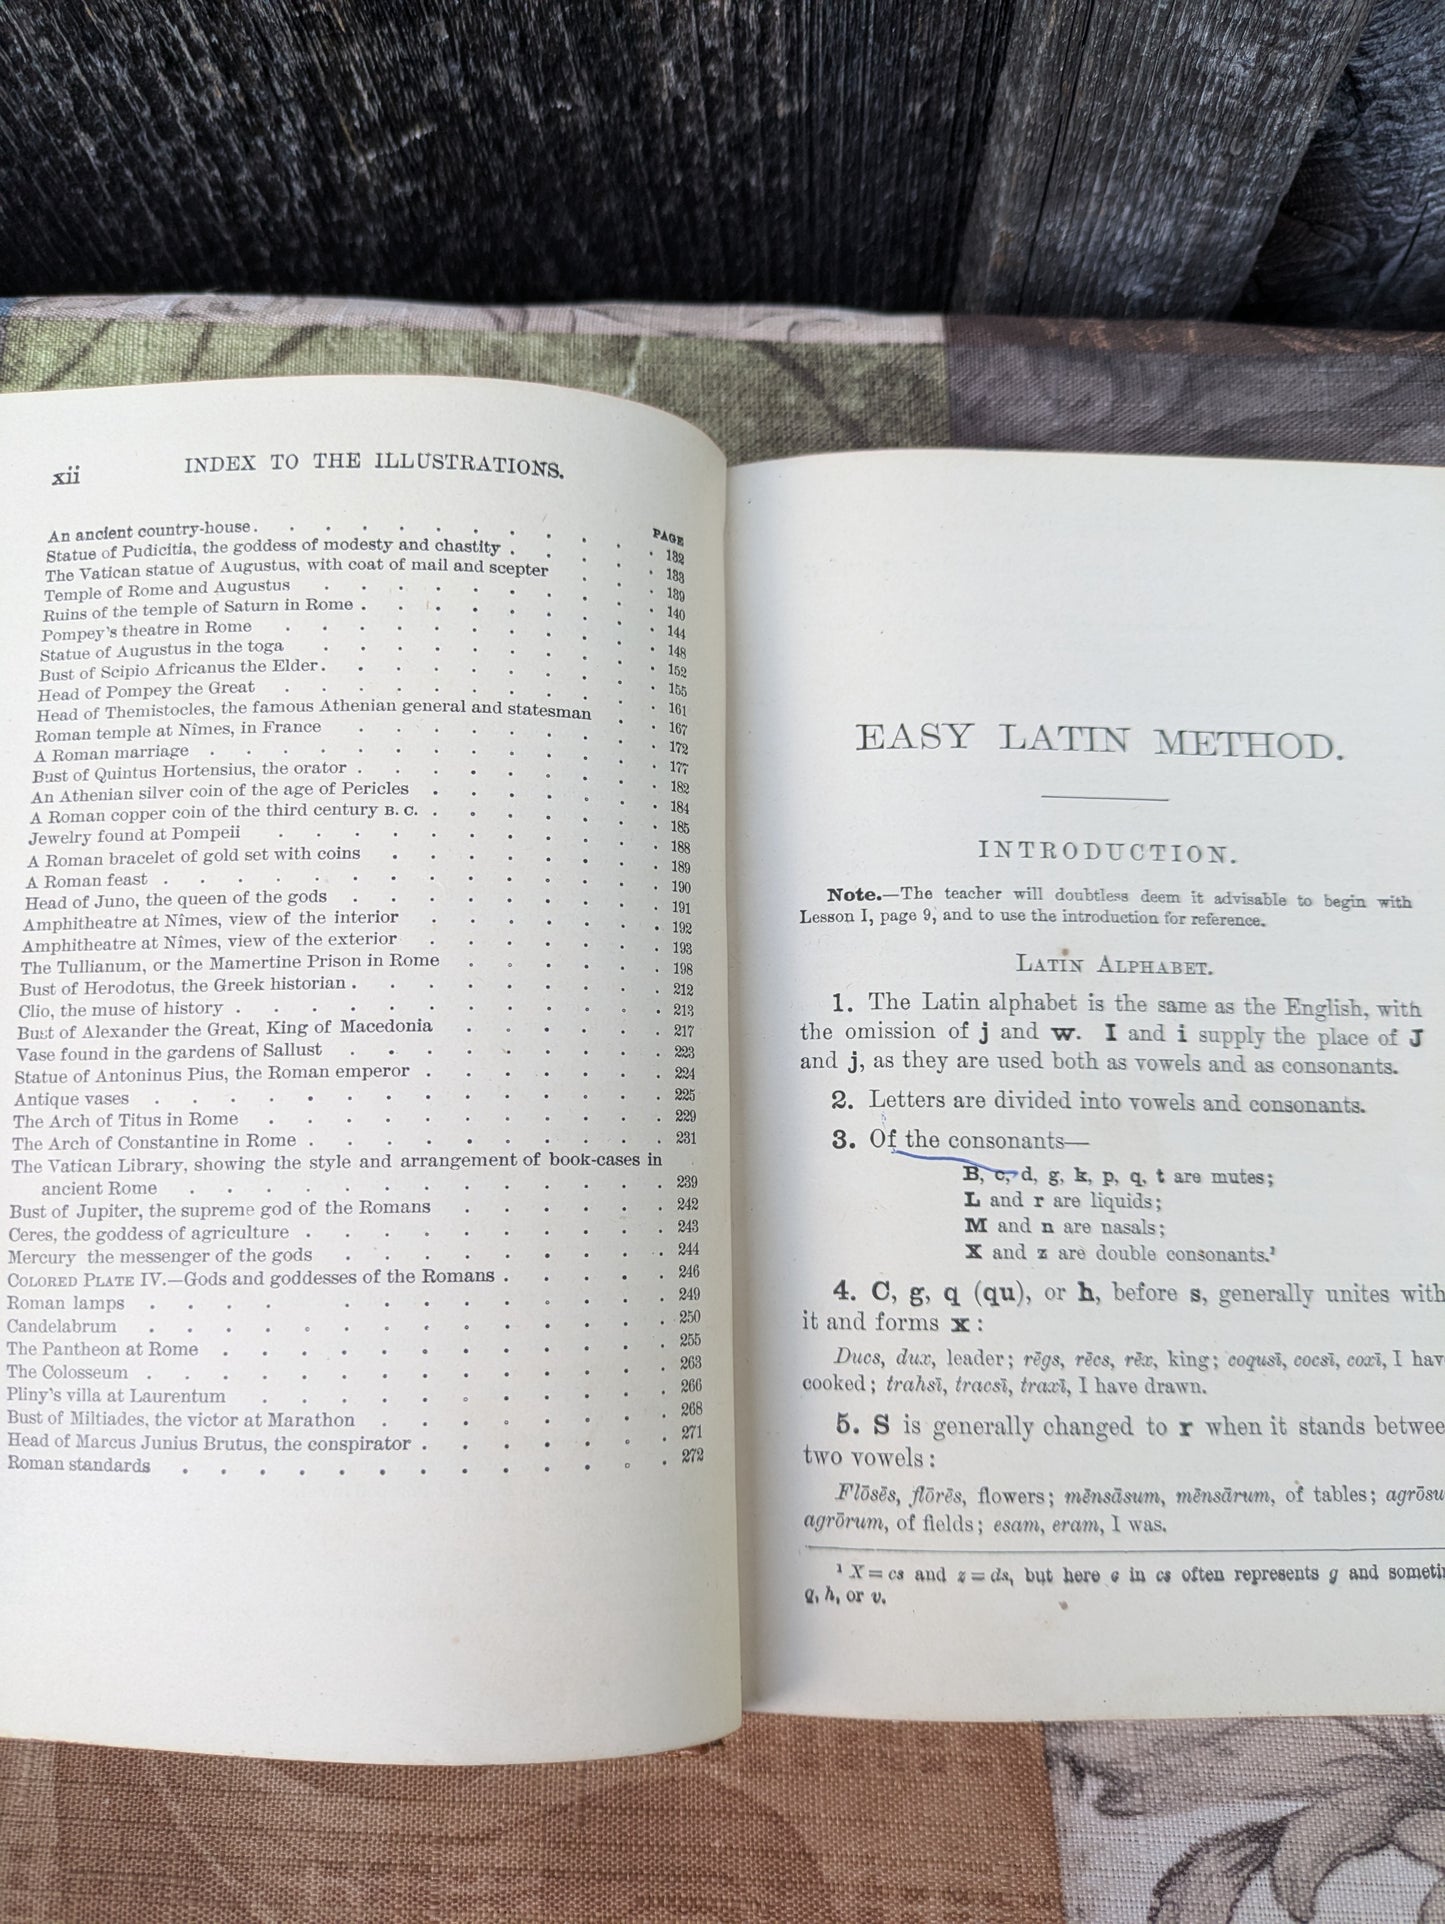 xii INDEX TO THE ILLUSTRATIONS.
PAGE
An ancient country-house . . . . . . . . . . 132
Statue of Pudicitia, the goddess of modesty and chastity . . . . 133
The Vatican statue of Augustus, with coat of mail and scepter . . . 139
Temple of Rome and Augustus . . . . . . . . . 140
Ruins of the temple of Saturn in Rome . . . . . . . . 144
Pompey's theatre in Rome . . . . . . . . . . 148
Statue of Augustus in the toga . . . . . . . . . 152
Bust of Scipio Africanus the Elder . . . . . . . . . 155
Head of Pompey the Great . . . . . . . . . . 161
Head of Themistocles, the famous Athenian general and statesman . . 167
Roman temple at Nîmes, in France . . . . . . . . 172
A Roman marriage . . . . . . . . . . . . 177
Bust of Quintus Hortensius, the orator . . . . . . . . 182
An Athenian silver coin of the age of Pericles . . . . . . 184
A Roman copper coin of the third century B. C. . . . . . . 185
Jewelry found at Pompeii . . . . . . . . . . 188
A Roman bracelet of gold set with coins . . . . . . . 189
A Roman feast . . . . . . . . . . . . . 190
Head of Juno, the queen of the gods . . . . . . . . 191
Amphitheatre at Nîmes, view of the interior . . . . . . 192
Amphitheatre at Nîmes, view of the exterior . . . . . . 193
The Tullianum, or the Mamertine Prison in Rome . . . . . 198
Bust of Herodotus, the Greek historian . . . . . . . . 212
Clio, the muse of history . . . . . . . . . . . 213
Bust of Alexander the Great, King of Macedonia . . . . . 217
Vase found in the gardens of Sallust . . . . . . . . 223
Statue of Antoninus Pius, the Roman emperor . . . . . . 224
Antique vases . . . . . . . . . . . . . 225
The Arch of Titus in Rome . . . . . . . . . . 229
The Arch of Constantine in Rome . . . . . . . . . 231
The Vatican Library, showing the style and arrangement of book-cases in
ancient Rome . . . . . . . . . . . . 239
Bust of Jupiter, the supreme god of the Romans . . . . . 242
Ceres, the goddess of agriculture . . . . . . . . . 243
Mercury the messenger of the gods . . . . . . . . 244
COLORED PLATE IV.—Gods and goddesses of the Romans . . . . 246
Roman lamps . . . . . . . . . . . . . 249
Candelabrum . . . . . . . . . . . . . 250
The Pantheon at Rome . . . . . . . . . . . 255
The Colosseum . . . . . . . . . . . . . 263
Pliny's villa at Laurentum . . . . . . . . . . 266
Bust of Miltiades, the victor at Marathon . . . . . . . 268
Head of Marcus Junius Brutus, the conspirator . . . . . . 271
Roman standards . . . . . . . . . . . . 272
EASY LATIN METHOD.
INTRODUCTION.
Note.—The teacher will doubtless deem it advisable to begin with
Lesson I, page 9, and to use the introduction for reference.
LATIN ALPHABET.
1. The Latin alphabet is the same as the English, with
the omission of j and w. I and i supply the place of J
and j, as they are used both as vowels and as consonants.
2. Letters are divided into vowels and consonants.
3. Of the consonants—
B, c, d, g, k, p, q, t are mutes;
L and r are liquids;
M and n are nasals;
X and z are double consonants.¹
4. C, g, q (qu), or h, before s, generally unites with
it and forms x:
Ducs, dux, leader; rēgs, rēcs, rēx, king; coqusī, cocsī, coxī, I hav
cooked; trahsī, tracsī, traxī, I have drawn.
5. S is generally changed to r when it stands betwee
two vowels:
Flōsēs, flōrēs, flowers; mēnsāsum, mēnsārum, of tables; agrōsu
agrōrum, of fields; esam, eram, I was.
¹ X=cs and z=ds, but here c in cs often represents g and someti
q, h, or v.